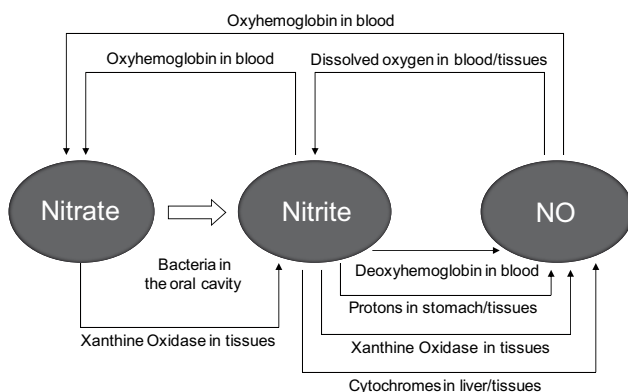 Oxyhemoglobin in blood
Oxyhemoglobin in blood
Dissolved oxygen in blood/tissues
Nitrate
Nitrite
NO
Bacteria in
the oral cavity
Deoxyhemoglobin in blood
Protons in stomach/tissues
Xanthine Oxidase in tissues
Xanthine Oxidase in tissues
Cytochromes in liver/tissues